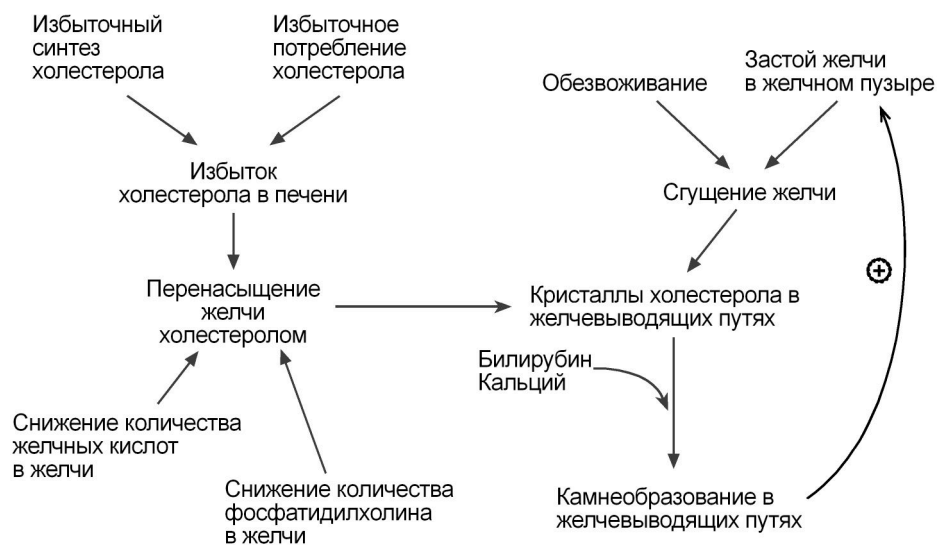 Избыточный
синтез
холестерола
Избыточное
потребление
холестерола
Обезвоживание
Застой желчи
в желчном пузыре
Избыток
холестерола в печени
Сгущение желчи
Перенасыщение
желчи
холестеролом
Кристаллы холестерола в
желчевыводящих путях
+
Билирубин
Кальций
Снижение количества
желчных кислот
в желчи
Снижение количества
фосфатидилхолина
в желчи
Камнеобразование в
желчевыводящих путях